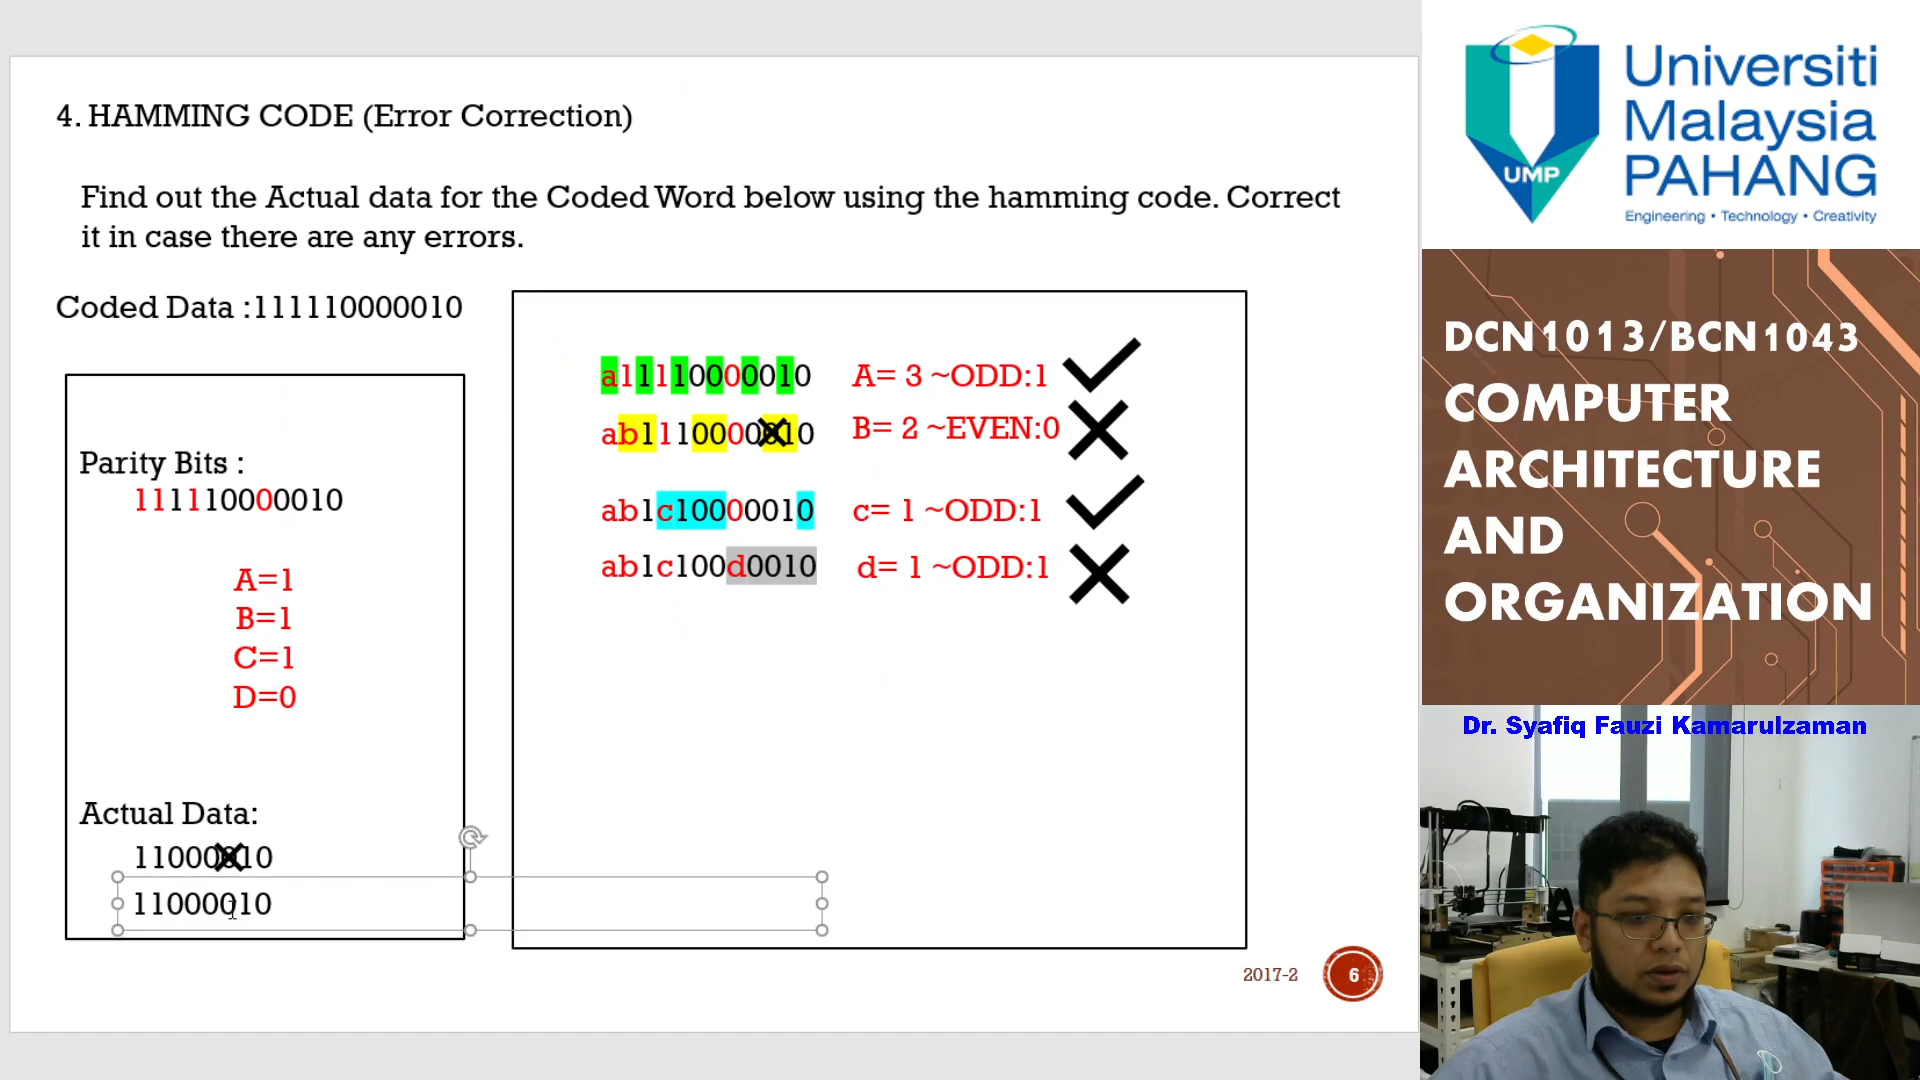 4. HAMMING CODE (Error Correction)
Find out the Actual data for the Coded Word below using the hamming code. Correct
it in case there are any errors.
Coded Data :111110000010
Parity Bits :
111110000010
A=1
B=1
C=1
D=0
Actual Data:
11000010
11000010
a11110000010 A= 3 ~ODD:1
ab1110000010 B= 2 ~EVEN:0
ab1c10000010 c= 1 ~ODD:1
ab1c100d0010 d= 1 ~ODD:1
2017-2 6
UMP
Universiti
Malaysia
PAHANG
Engineering • Technology • Creativity
DCN1013/BCN1043
COMPUTER
ARCHITECTURE
AND
ORGANIZATION
Dr. Syafiq Fauzi Kamarulzaman